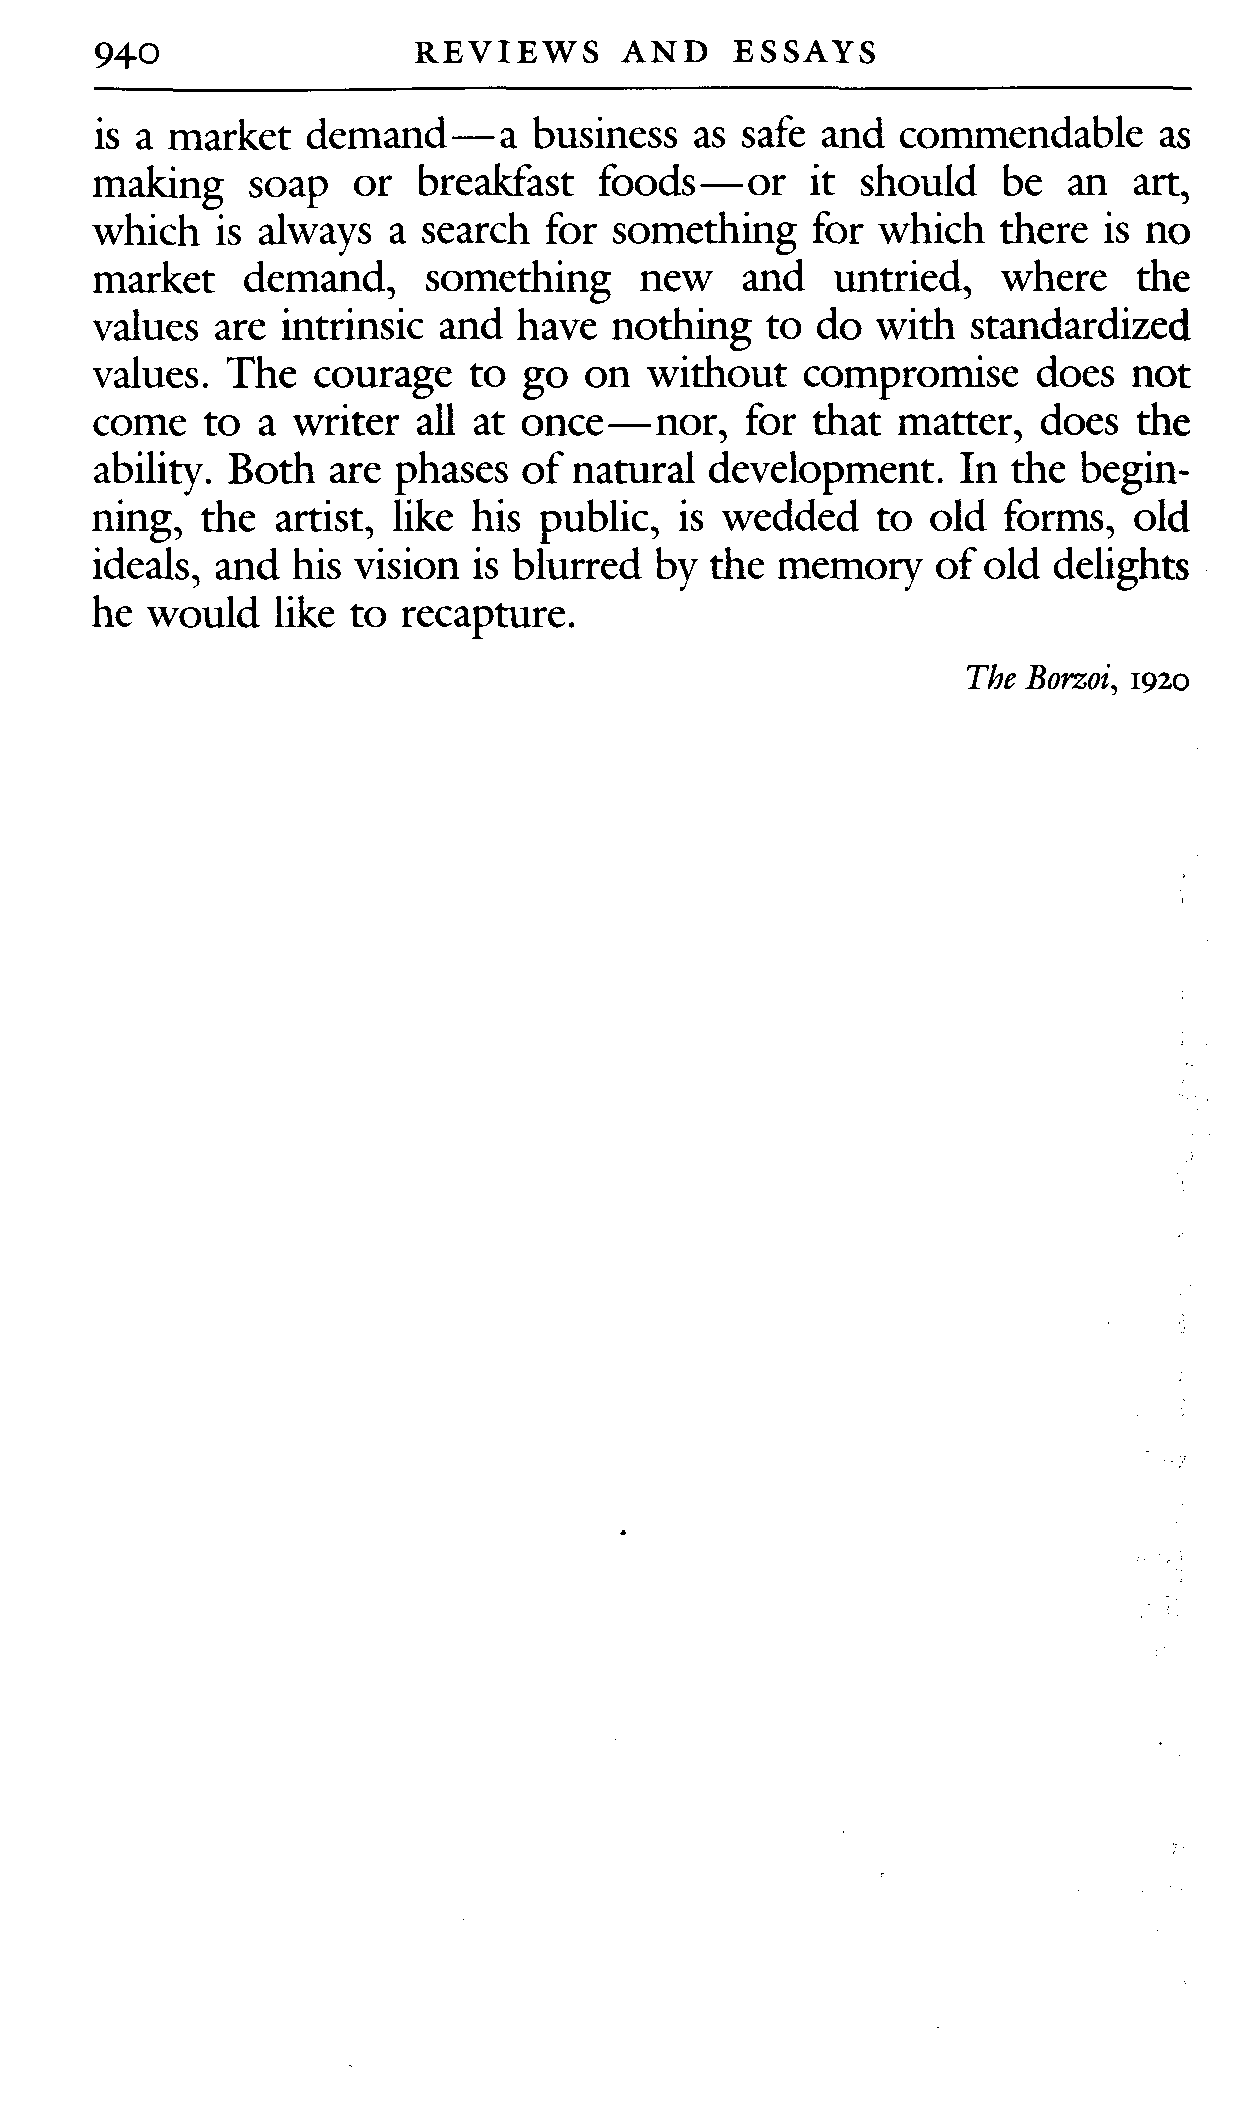 940 REVIEWS AND ESSAYS
is a market demand—a business as safe and commendable as
making soap or breakfast foods—or it should be an art,
which is always a search for something for which there is no
market demand, something new and untried, where the
values are intrinsic and have nothing to do with standardized
values. The courage to go on without compromise does not
come to a writer all at once—nor, for that matter, does the
ability. Both are phases of natural development. In the begin-
ning, the artist, like his public, is wedded to old forms, old
ideals, and his vision is blurred by the memory of old delights
he would like to recapture.
The Borzoi, 1920